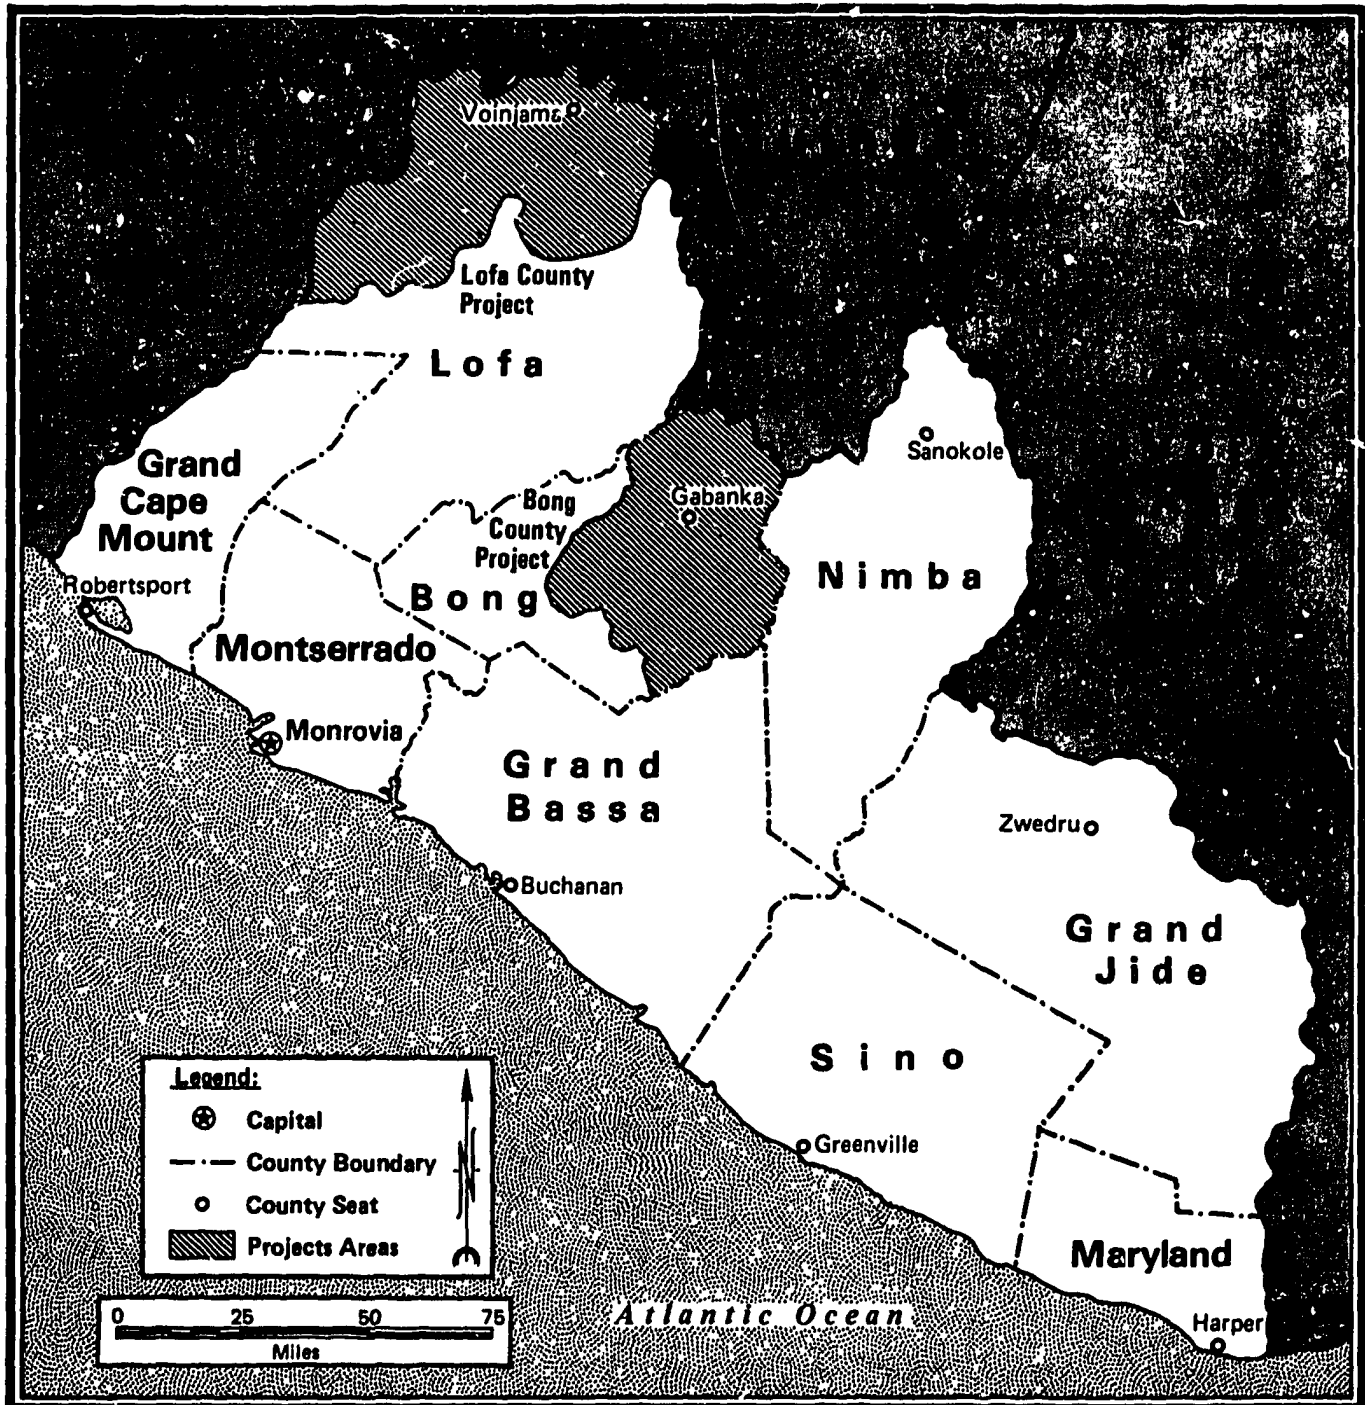 Voinjama
Lofa County
Project
Lofa
Sanokole
Grand
Cape
Mount
Gabanka
Bong
County
Project
Nimba
Robertsport
Bong
Montserrado
Monrovia
Grand
Bassa
Zwedru
Buchanan
Grand
Jide
Sino
Legend:
Capital
County Boundary
County Seat
Projects Areas
Greenville
Maryland
0 25 50 75
Miles
Atlantic Ocean
Harper